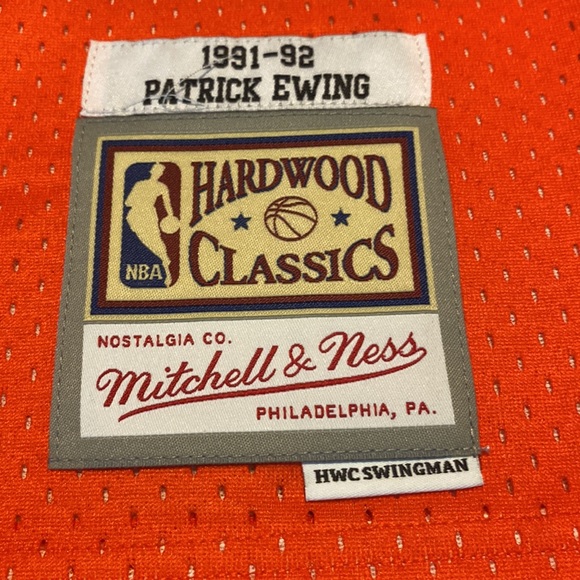 1991-92
PATRICK EWING
HARDWOOD
NBA
CLASSICS
NOSTALGIA CO.
Mitchell & Ness
PHILADELPHIA, PA.
HWC SWINGMAN